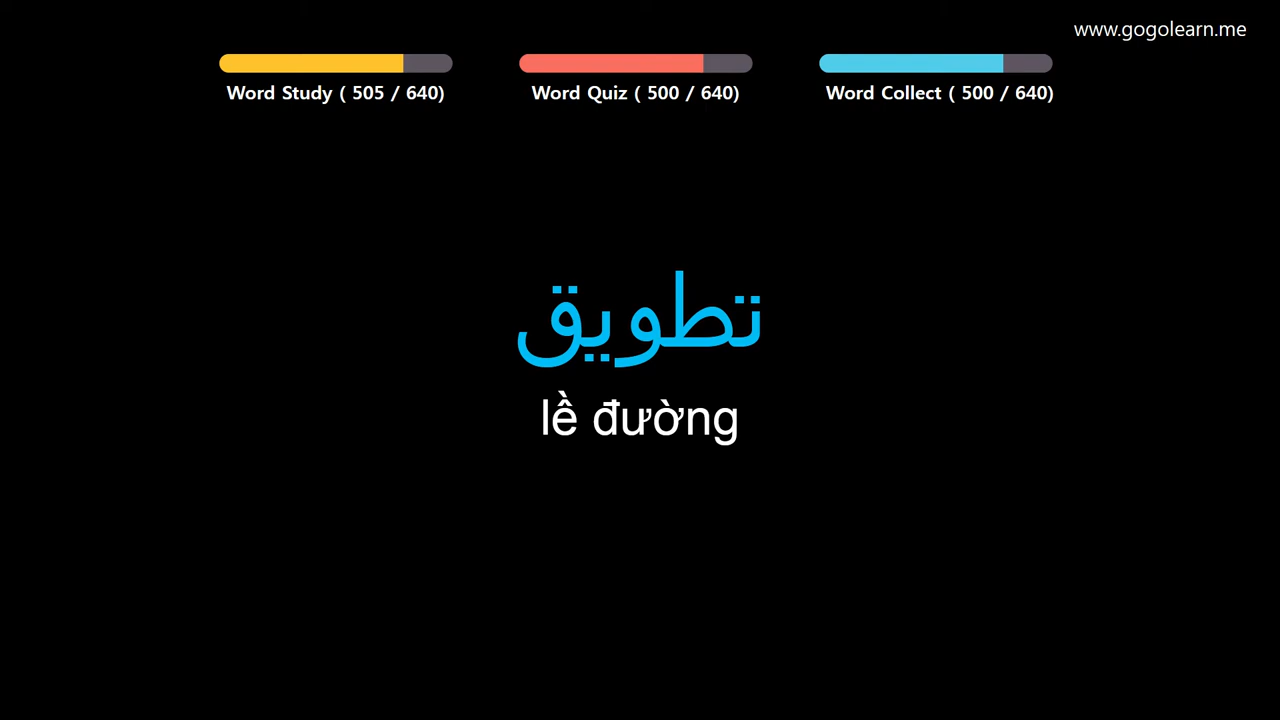 www.gogolearn.me
Word Study ( 505 / 640)
Word Quiz ( 500 / 640)
Word Collect ( 500 / 640)
تطويق
lề đường